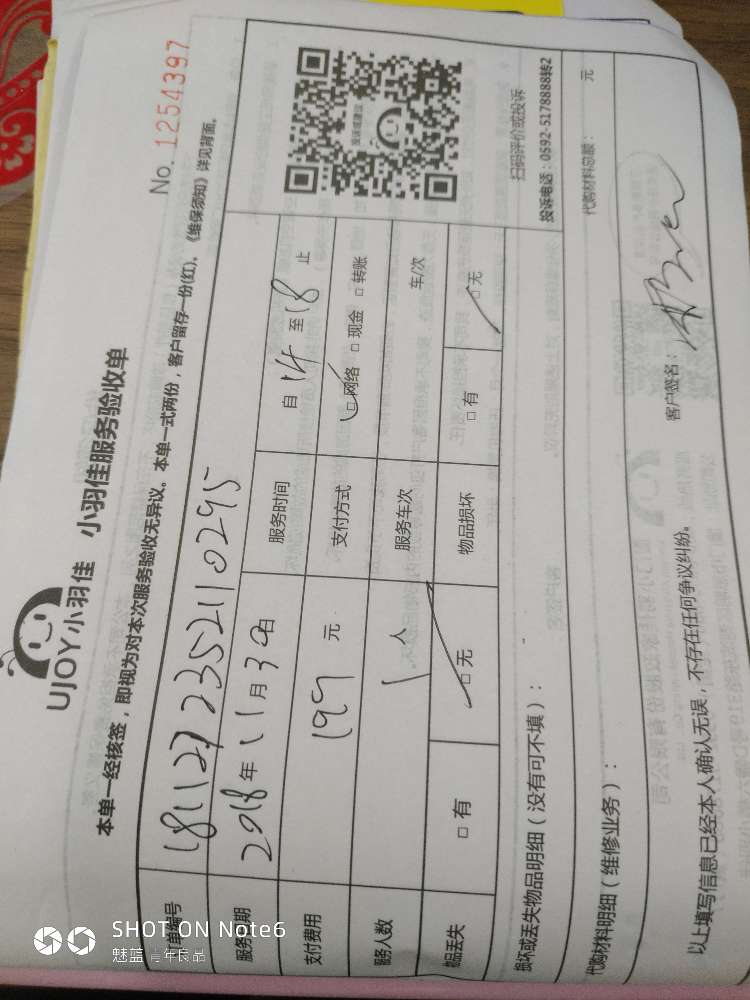 UJOY小羽佳 小羽佳服务验收单
No. 1254397
本单一经核签，即视为对本次服务验收无异议。本单一式两份，客户留存一份(红)，《维保须知》详见背面。
单编号 181127235211 0295
服务日期 2018年11月30日 服务时间 自14至18止
支付费用 199元 支付方式 网络 □现金 □转账
服务人数 1人 服务车次 车/次
物品丢失 □有 □无 物品损坏 □有 □无
投诉或建议
扫码评价或投诉
投诉电话：0592-5178888转2
损坏或丢失物品明细（没有可不填）：
代购材料明细（维修业务）： 代购材料总额： 元
以上填写信息已经本人确认无误，不存在任何争议纠纷。 客户签名：
SHOT ON Note6
魅蓝 青年良品